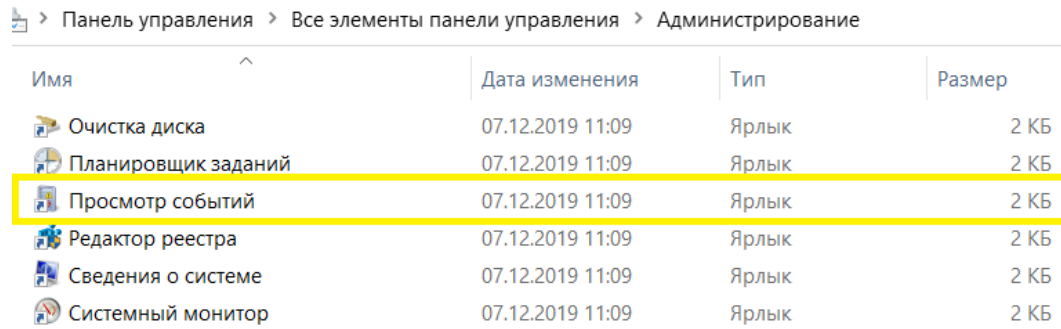 Панель управления > Все элементы панели управления > Администрирование
Имя Дата изменения Тип Размер
Очистка диска 07.12.2019 11:09 Ярлык 2 КБ
Планировщик заданий 07.12.2019 11:09 Ярлык 2 КБ
Просмотр событий 07.12.2019 11:09 Ярлык 2 КБ
Редактор реестра 07.12.2019 11:09 Ярлык 2 КБ
Сведения о системе 07.12.2019 11:09 Ярлык 2 КБ
Системный монитор 07.12.2019 11:09 Ярлык 2 КБ